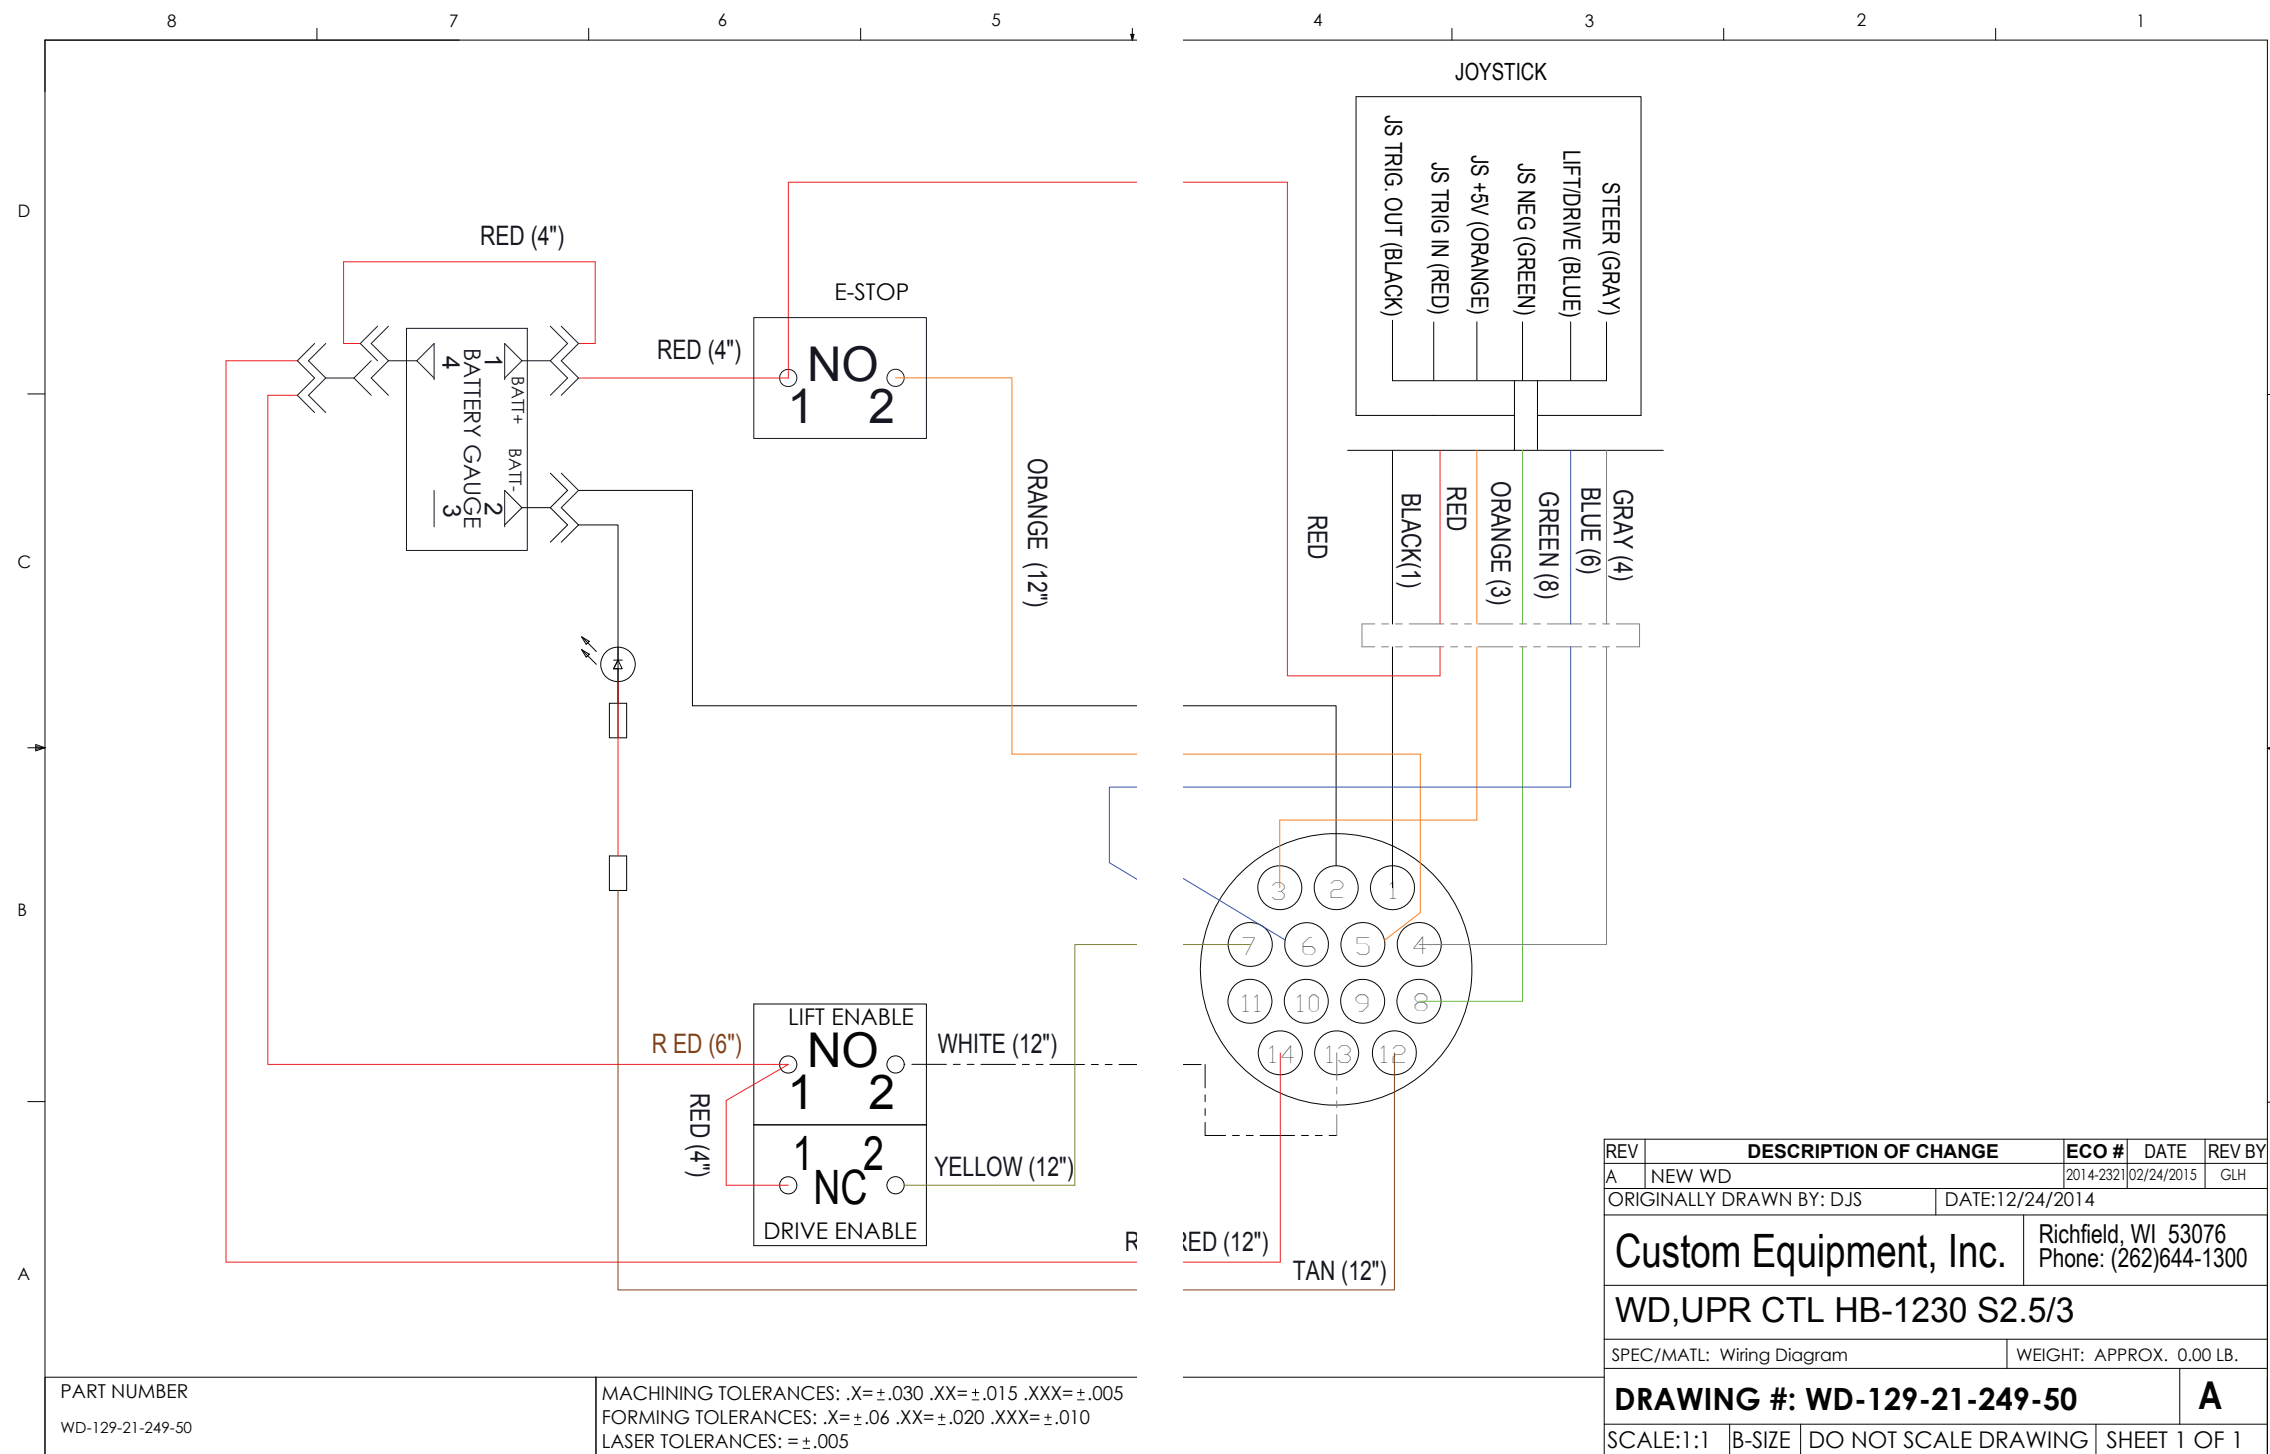 8 7 6 5 4 3 2 1
D
C
B
A
JOYSTICK
JS TRIG. OUT (BLACK)
JS TRIG IN (RED)
JS +5V (ORANGE)
JS NEG (GREEN)
LIFT/DRIVE (BLUE)
STEER (GRAY)
RED (4")
E-STOP
RED (4")
NO
1 2
1
4
BATT+
BATTERY GAUGE
BATT-
2
3
ORANGE (12")
RED
BLACK(1)
RED
ORANGE (3)
GREEN (8)
BLUE (6)
GRAY (4)
3 2 1
7 6 5 4
11 10 9 8
14 13 12
LIFT ENABLE
R ED (6")
NO
WHITE (12")
1 2
RED (4")
1 2
NC
YELLOW (12")
DRIVE ENABLE
R
RED (12")
TAN (12")
REV DESCRIPTION OF CHANGE ECO # DATE REV BY
A NEW WD 2014-2321 02/24/2015 GLH
ORIGINALLY DRAWN BY: DJS DATE:12/24/2014
Custom Equipment, Inc.
Richfield, WI 53076
Phone: (262)644-1300
WD,UPR CTL HB-1230 S2.5/3
SPEC/MATL: Wiring Diagram WEIGHT: APPROX. 0.00 LB.
DRAWING #: WD-129-21-249-50 A
SCALE:1:1 B-SIZE DO NOT SCALE DRAWING SHEET 1 OF 1
PART NUMBER
WD-129-21-249-50
MACHINING TOLERANCES: .X=±.030 .XX=±.015 .XXX=±.005
FORMING TOLERANCES: .X=±.06 .XX=±.020 .XXX=±.010
LASER TOLERANCES: =±.005